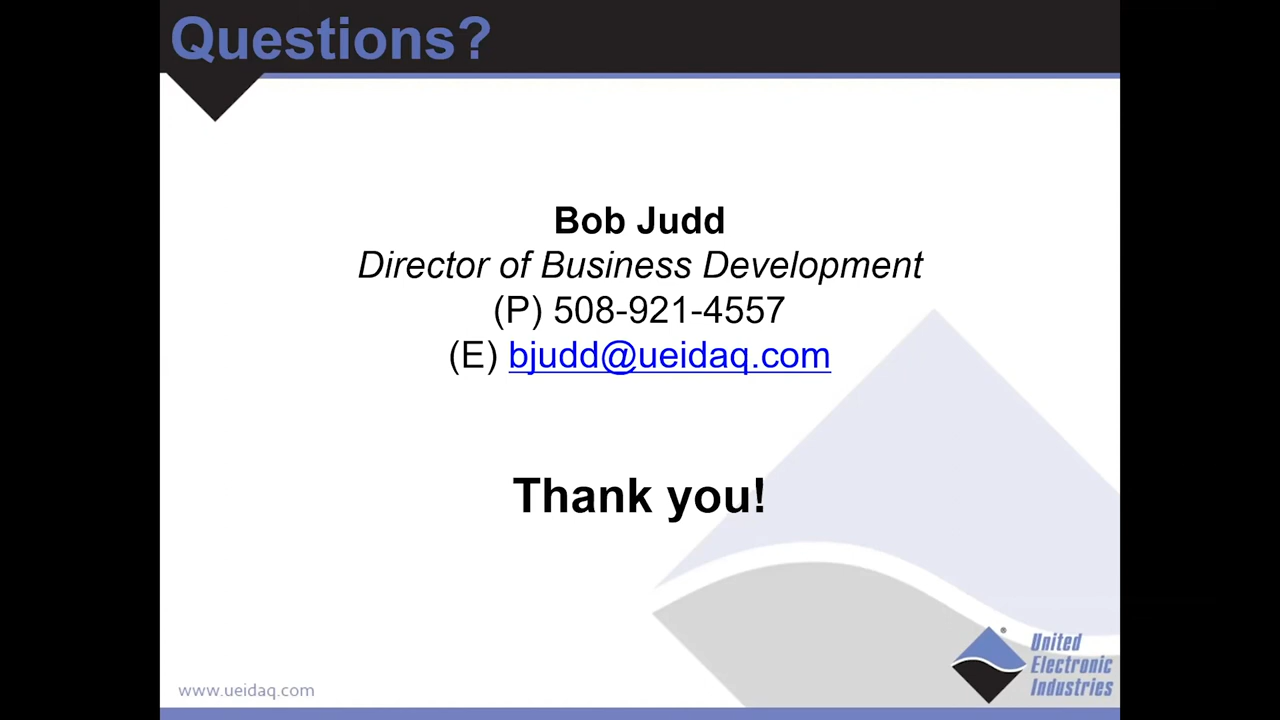 Questions?
Bob Judd
Director of Business Development
(P) 508-921-4557
(E) bjudd@ueidaq.com
Thank you!
®
United
Electronic
Industries
www.ueidaq.com